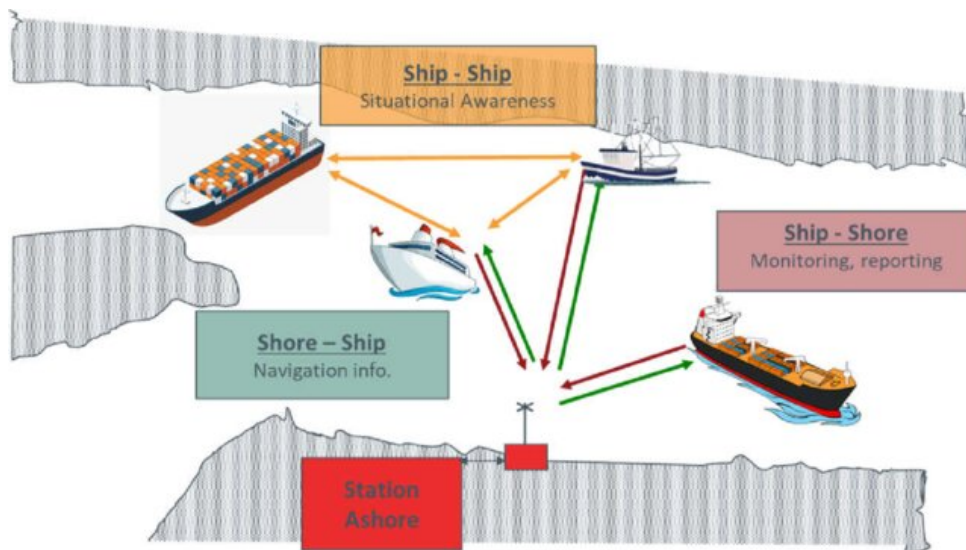 Ship - Ship
Situational Awareness
Ship - Shore
Monitoring, reporting
Shore – Ship
Navigation info.
Station
Ashore